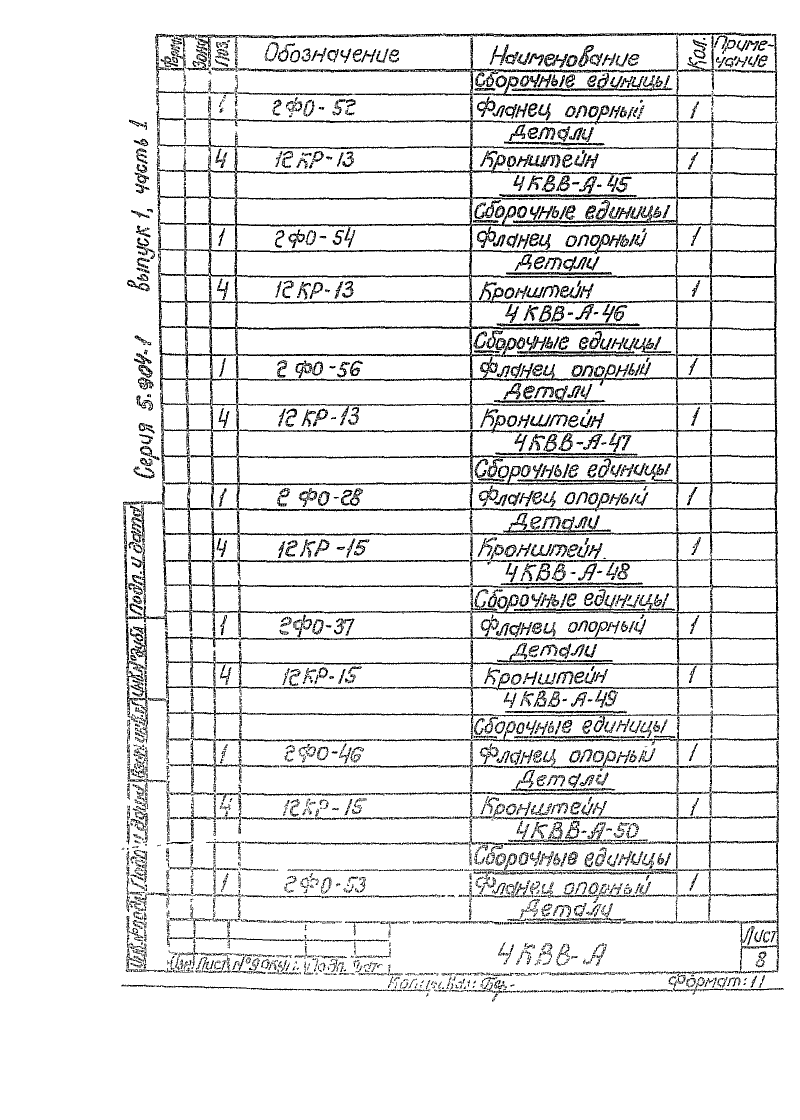 Форма Зона Поз. Обозначение Наименование Кол. Примечание
Сборочные единицы
1 2ФО-52 Фланец опорный 1
Детали
4 12КР-13 Кронштейн 1
4КВВ-А-45
Сборочные единицы
1 2ФО-54 Фланец опорный 1
Детали
4 12КР-13 Кронштейн 1
4КВВ-А-46
Сборочные единицы
1 2ФО-56 Фланец опорный 1
Детали
4 12КР-13 Кронштейн 1
4КВВ-А-47
Сборочные единицы
1 2ФО-28 Фланец опорный 1
Детали
4 12КР-15 Кронштейн 1
4КВВ-А-48
Сборочные единицы
1 2ФО-37 Фланец опорный 1
Детали
4 12КР-15 Кронштейн 1
4КВВ-А-49
Сборочные единицы
1 2ФО-46 Фланец опорный 1
Детали
4 12КР-15 Кронштейн 1
4КВВ-А-50
Сборочные единицы
1 2ФО-53 Фланец опорный 1
Детали
Серия 5.904-1 выпуск 1, часть 1
Подп. и дата
Инв.№ дубл
Взам. инв.№
Подп. и дата
Инв.№ подл
Изм Лист № докум. Подп. Дата
4КВВ-А
Лист
8
Копировал:
Формат: 11